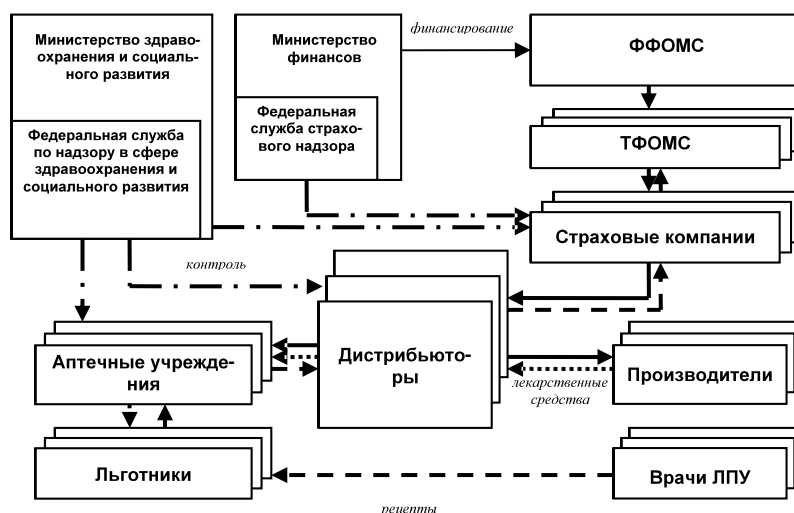 Министерство здраво-
охранения и социаль-
ного развития
Министерство
финансов
финансирование
ФФОМС
Федеральная служба
по надзору в сфере
здравоохранения и
социального развития
Федеральная
служба страхо-
вого надзора
ТФОМС
Страховые компании
контроль
Дистрибьюто-
ры
Аптечные учрежде-
ния
Производители
лекарственные
средства
Льготники
Врачи ЛПУ
рецепты